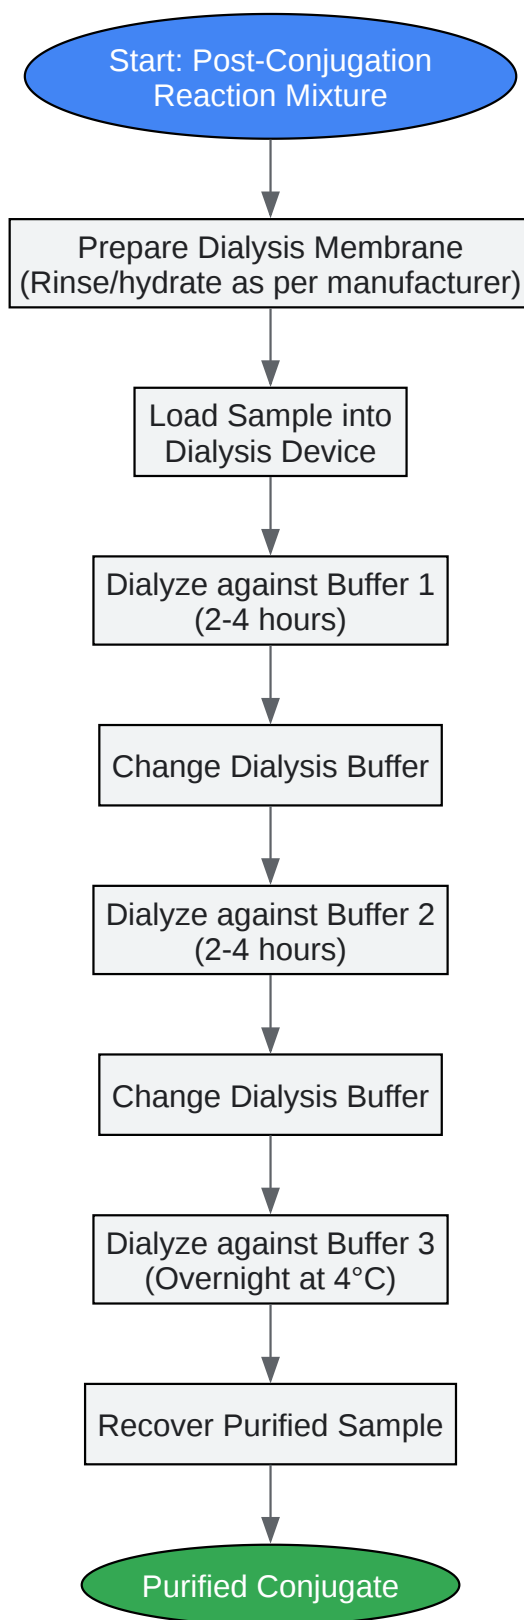 Start: Post-Conjugation
Reaction Mixture
Prepare Dialysis Membrane
(Rinse/hydrate as per manufacturer)
Load Sample into
Dialysis Device
Dialyze against Buffer 1
(2-4 hours)
Change Dialysis Buffer
Dialyze against Buffer 2
(2-4 hours)
Change Dialysis Buffer
Dialyze against Buffer 3
(Overnight at 4°C)
Recover Purified Sample
Purified Conjugate